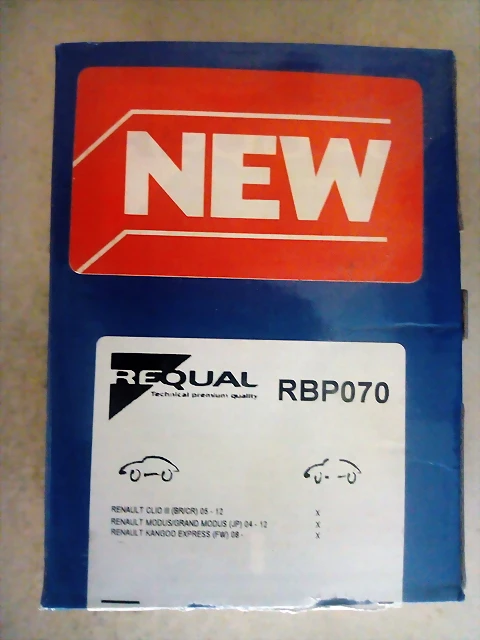 NEW
REQUAL
Technical premium quality
RBP070
RENAULT CLIO III (BR/CR) 05 - 12 X
RENAULT MODUS/GRAND MODUS (JP) 04 - 12 X
RENAULT KANGOO EXPRESS (FW) 08 - X